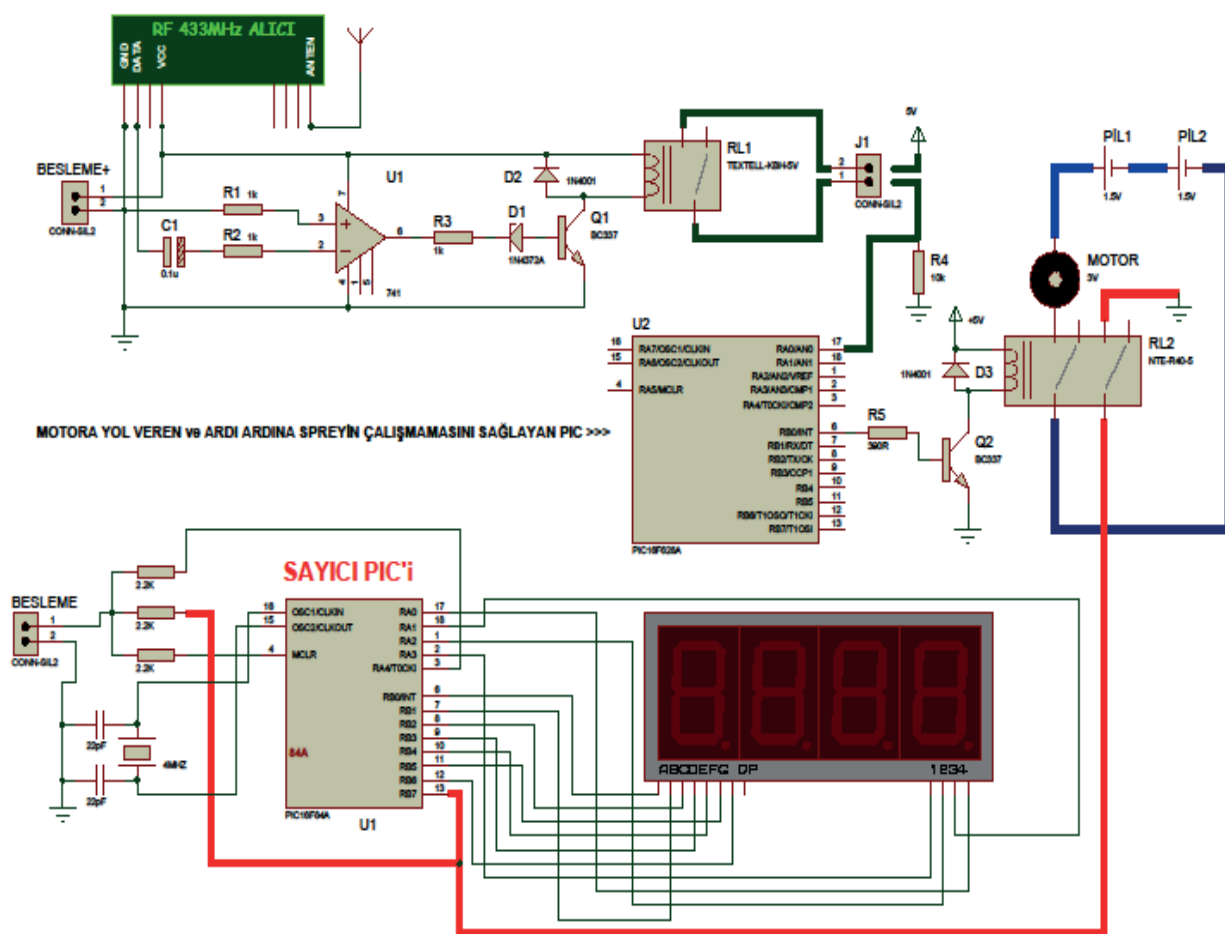 RF 433MHz ALICI
GND
DATA
VCC
ANTEN
BESLEME+
1
2
CONN-SIL2
R1 1k
C1
0.1u
R2 1k
U1
3
2
7
6
4
1
5
741
R3
1k
D1
1N4372A
D2
1N4001
Q1
BC337
RL1
TEXTELL-KBH-5V
J1
2
1
CONN-SIL2
5V
R4
10k
PİL1
1.5V
PİL2
1.5V
MOTOR
3V
RL2
NTE-R40-5
+5V
1N4001
D3
Q2
BC337
R5
390R
U2
16
15
4
RA7/OSC1/CLKIN
RA6/OSC2/CLKOUT
RA5/MCLR
RA0/AN0
RA1/AN1
RA2/AN2/VREF
RA3/AN3/CMP1
RA4/T0CKI/CMP2
RB0/INT
RB1/RX/DT
RB2/TX/CK
RB3/CCP1
RB4
RB5
RB6/T1OSO/T1CKI
RB7/T1OSI
17
18
1
2
3
6
7
8
9
10
11
12
13
PIC16F628A
MOTORA YOL VEREN ve ARDI ARDINA SPREYİN ÇALIŞMAMASINI SAĞLAYAN PIC >>>
SAYICI PIC'i
BESLEME
1
2
CONN-SIL2
2.2K
2.2K
2.2K
22pF
22pF
4MHZ
16
15
4
OSC1/CLKIN
OSC2/CLKOUT
MCLR
RA0
RA1
RA2
RA3
RA4/T0CKI
RB0/INT
RB1
RB2
RB3
RB4
RB5
RB6
RB7
17
18
1
2
3
6
7
8
9
10
11
12
13
84A
PIC16F84A
U1
ABCDEFG DP
1234